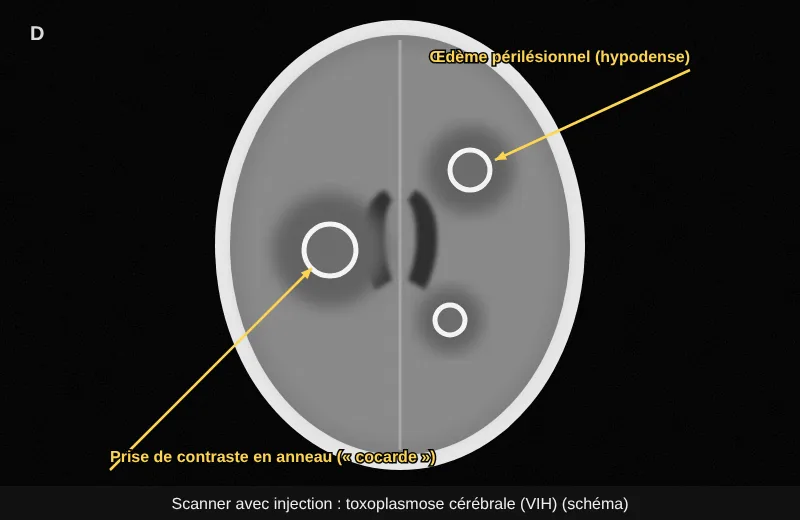 D
Œdème périlésionnel (hypodense)
Prise de contraste en anneau (« cocarde »)
Scanner avec injection : toxoplasmose cérébrale (VIH) (schéma)